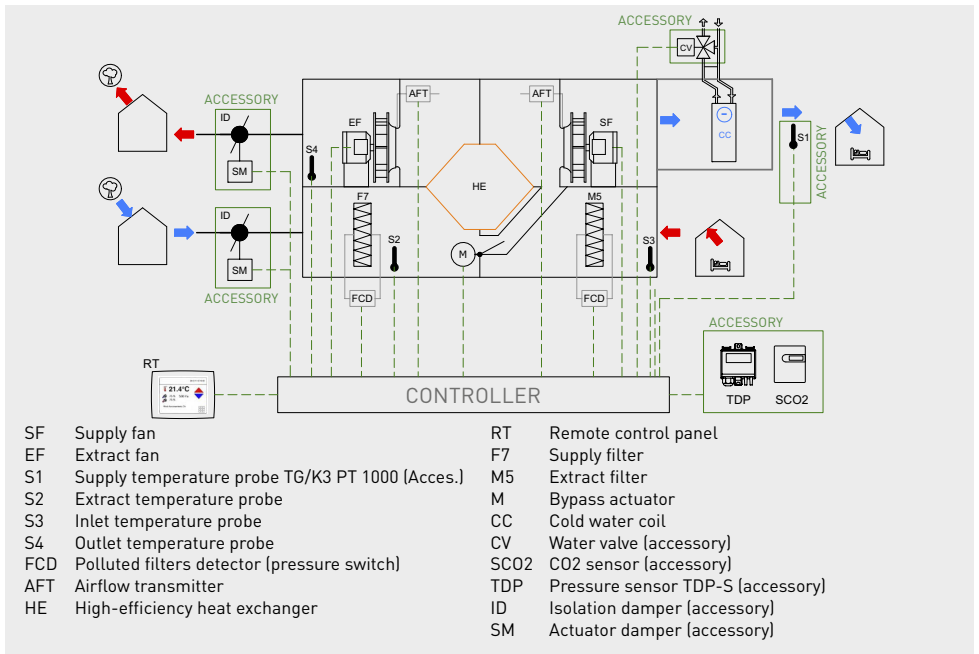 ACCESSORY
CV
ACCESSORY
ID
SM
AFT
AFT
EF
SF
S4
CC
S1
ACCESSORY
HE
ID
SM
ACCESSORY
F7
M5
S2
M
S3
FCD
FCD
ACCESSORY
RT
21.4°C
CONTROLLER
TDP
SCO2
SF Supply fan
EF Extract fan
S1 Supply temperature probe TG/K3 PT 1000 (Acces.)
S2 Extract temperature probe
S3 Inlet temperature probe
S4 Outlet temperature probe
FCD Polluted filters detector (pressure switch)
AFT Airflow transmitter
HE High-efficiency heat exchanger
RT Remote control panel
F7 Supply filter
M5 Extract filter
M Bypass actuator
CC Cold water coil
CV Water valve (accessory)
SCO2 CO2 sensor (accessory)
TDP Pressure sensor TDP-S (accessory)
ID Isolation damper (accessory)
SM Actuator damper (accessory)